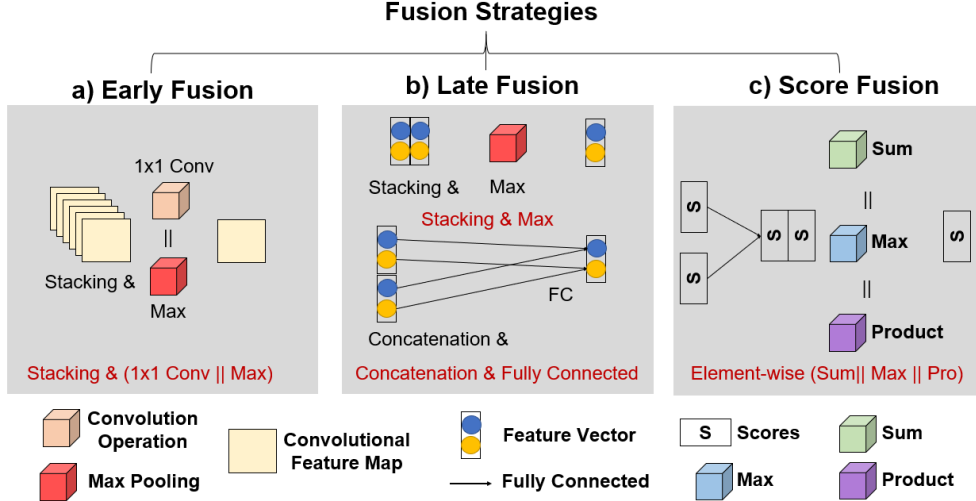 Fusion Strategies
a) Early Fusion
1x1 Conv
||
Stacking &
Max
Stacking & (1x1 Conv || Max)
b) Late Fusion
Stacking &
Max
Stacking & Max
FC
Concatenation &
Concatenation & Fully Connected
c) Score Fusion
Sum
||
S
S
S
S
Max
S
||
Product
Element-wise (Sum|| Max || Pro)
Convolution
Operation
Max Pooling
Convolutional
Feature Map
Feature Vector
Fully Connected
S
Scores
Max
Sum
Product